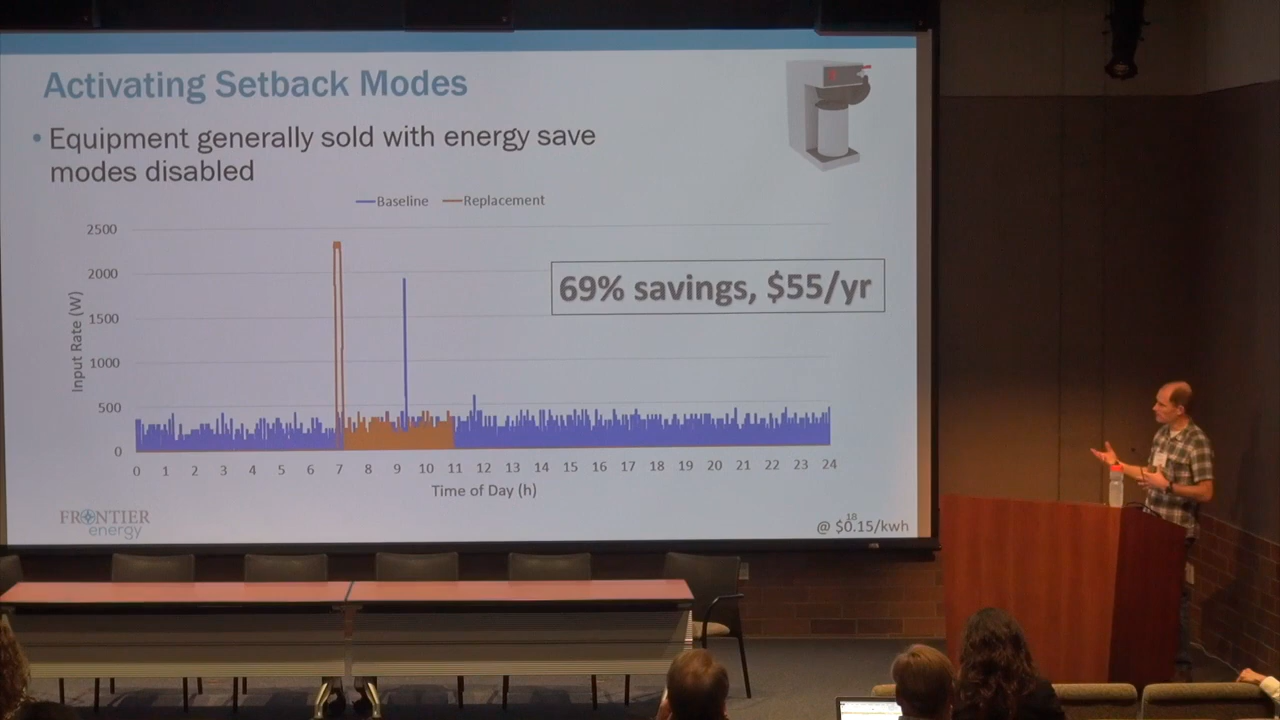 Activating Setback Modes
• Equipment generally sold with energy save
modes disabled
Baseline Replacement
2500
2000
1500
1000
500
0
Input Rate (W)
69% savings, $55/yr
0 1 2 3 4 5 6 7 8 9 10 11 12 13 14 15 16 17 18 19 20 21 22 23 24
Time of Day (h)
FRONTIER
energy
18
@ $0.15/kwh